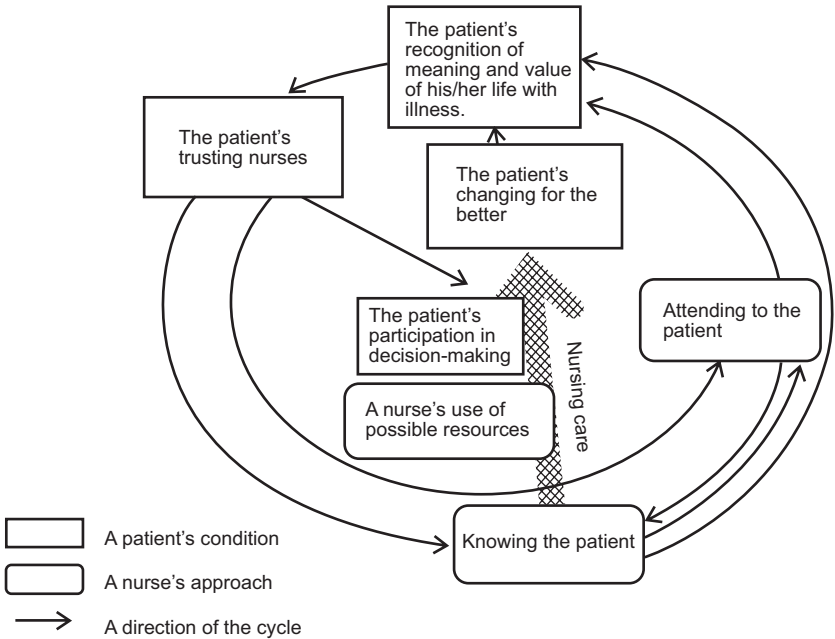 The patient's
recognition of
meaning and value
of his/her life with
illness.
The patient's
trusting nurses
The patient's
changing for the
better
Attending to the
patient
The patient's
participation in
decision-making
Nursing care
A nurse's use of
possible resources
Knowing the patient
A patient's condition
A nurse's approach
A direction of the cycle